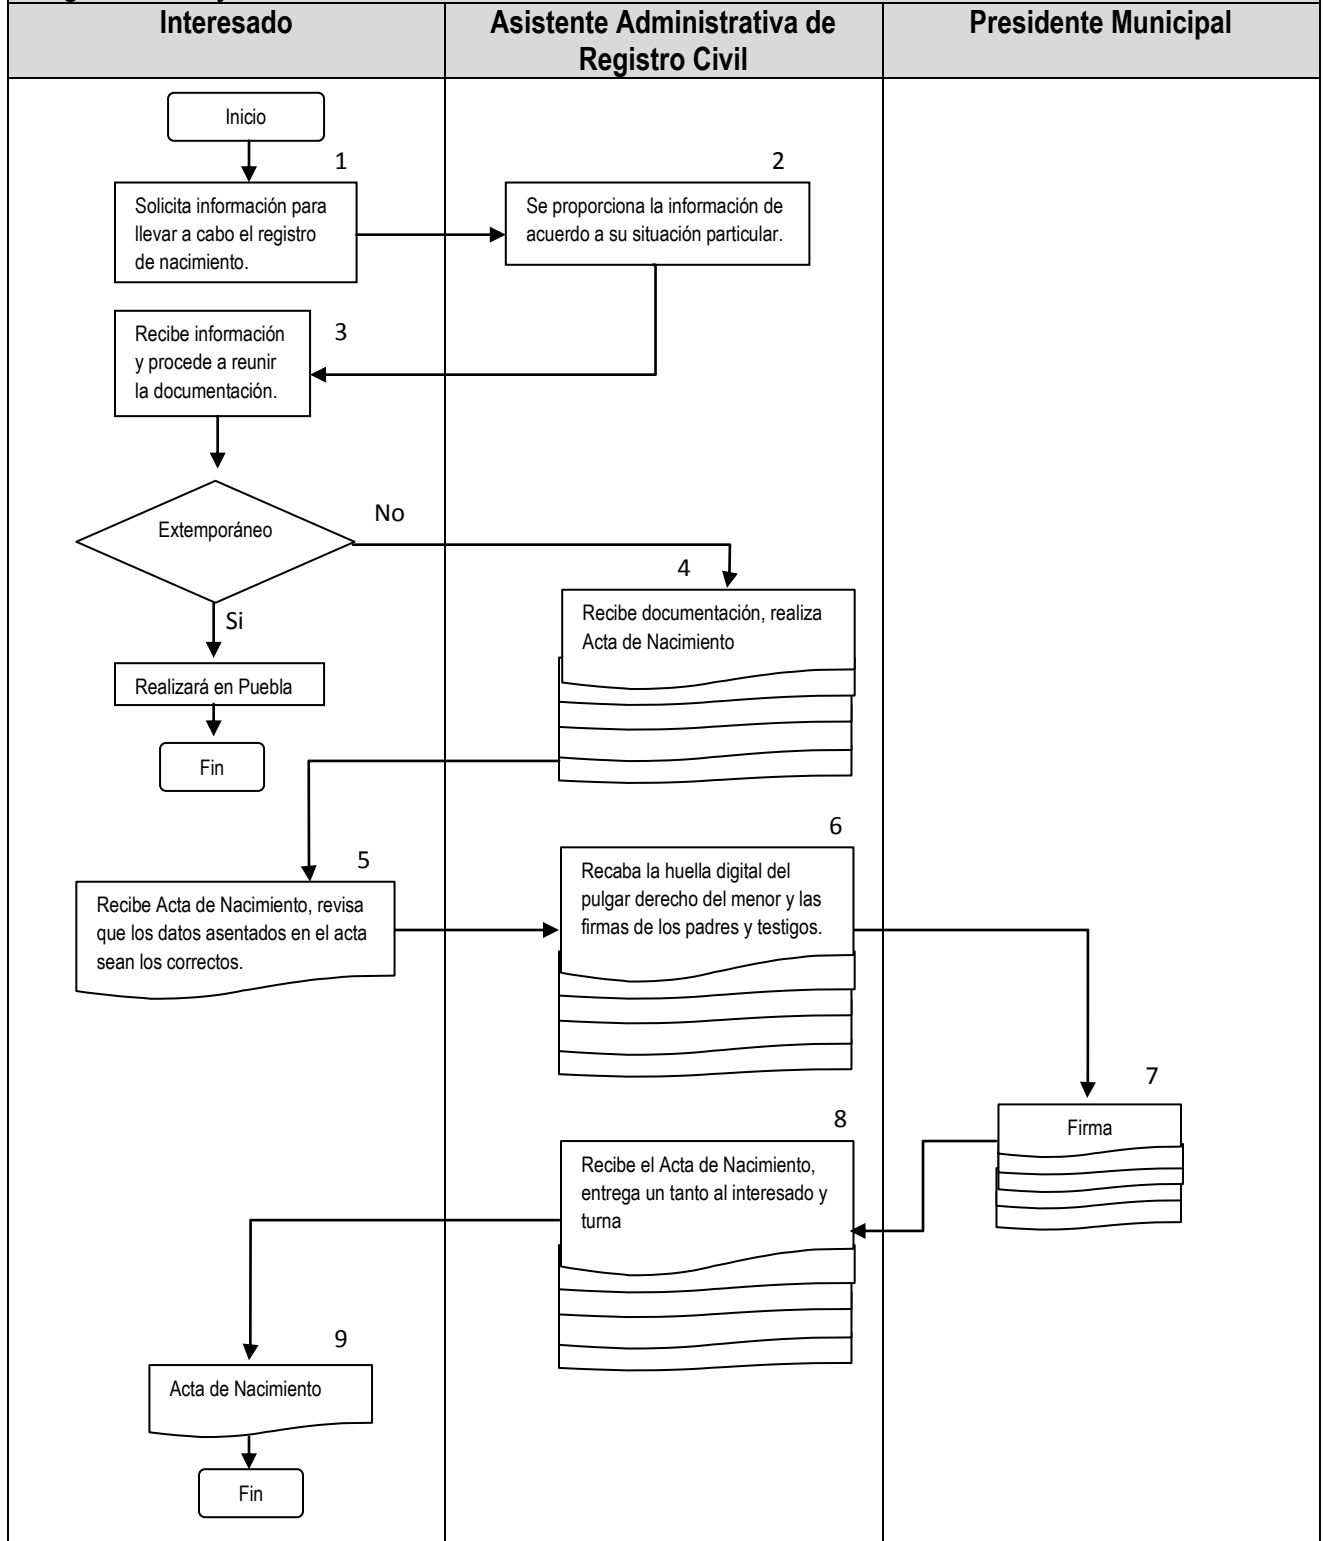 Interesado
Asistente Administrativa de
Registro Civil
Presidente Municipal
Inicio
1
Solicita información para
llevar a cabo el registro
de nacimiento.
2
Se proporciona la información de
acuerdo a su situación particular.
3
Recibe información
y procede a reunir
la documentación.
Extemporáneo
No
Si
Realizará en Puebla
Fin
4
Recibe documentación, realiza
Acta de Nacimiento
5
Recibe Acta de Nacimiento, revisa
que los datos asentados en el acta
sean los correctos.
6
Recaba la huella digital del
pulgar derecho del menor y las
firmas de los padres y testigos.
7
Firma
8
Recibe el Acta de Nacimiento,
entrega un tanto al interesado y
turna
9
Acta de Nacimiento
Fin